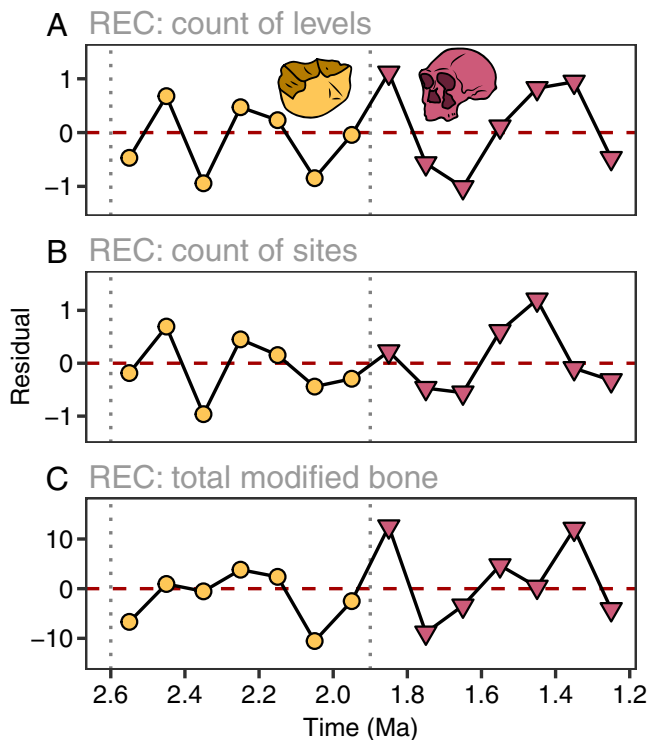 A REC: count of levels
1
0
−1
B REC: count of sites
1
0
−1
Residual
C REC: total modified bone
10
0
−10
2.6 2.4 2.2 2.0 1.8 1.6 1.4 1.2
Time (Ma)